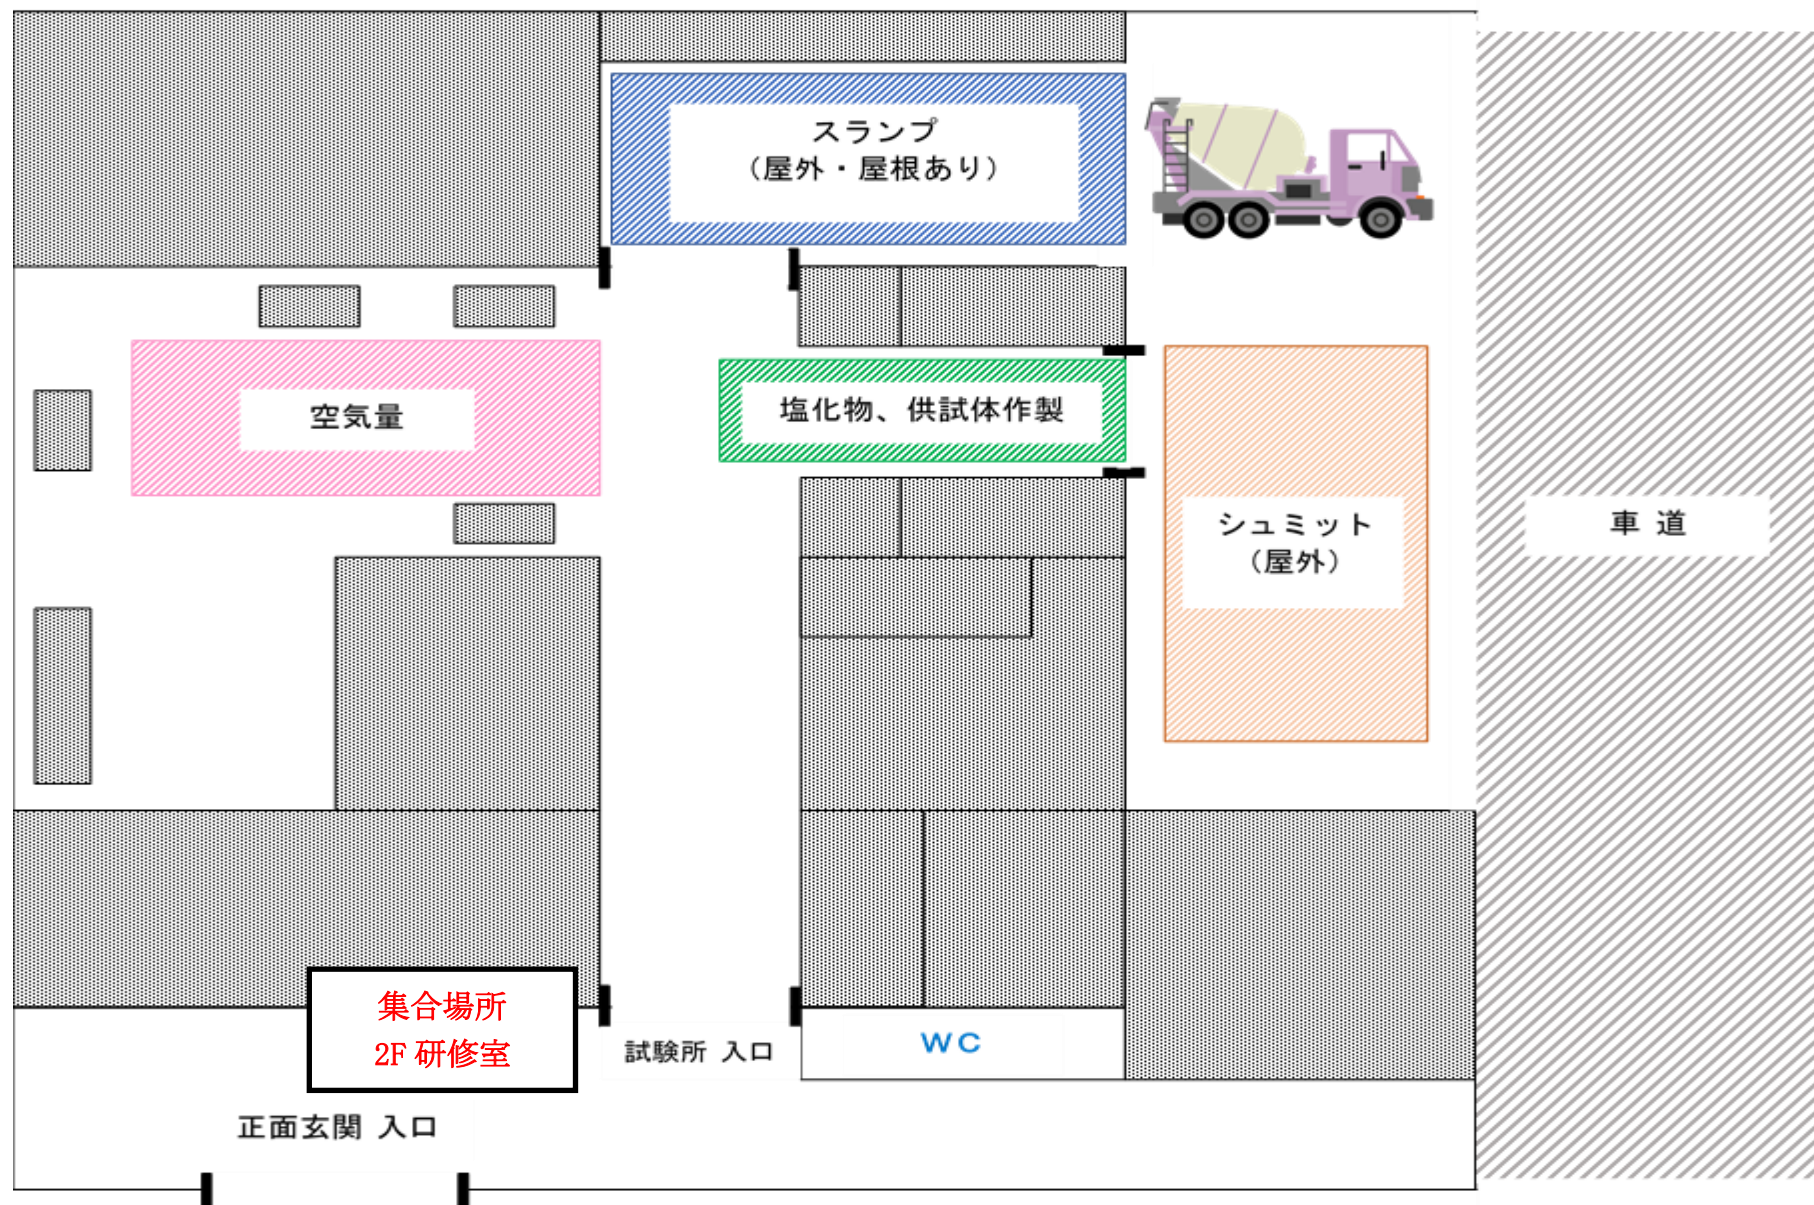 スランプ
（屋外・屋根あり）
空気量
塩化物、供試体作製
シュミット
（屋外）
車 道
集合場所
2F 研修室
試験所 入口
WC
正面玄関 入口